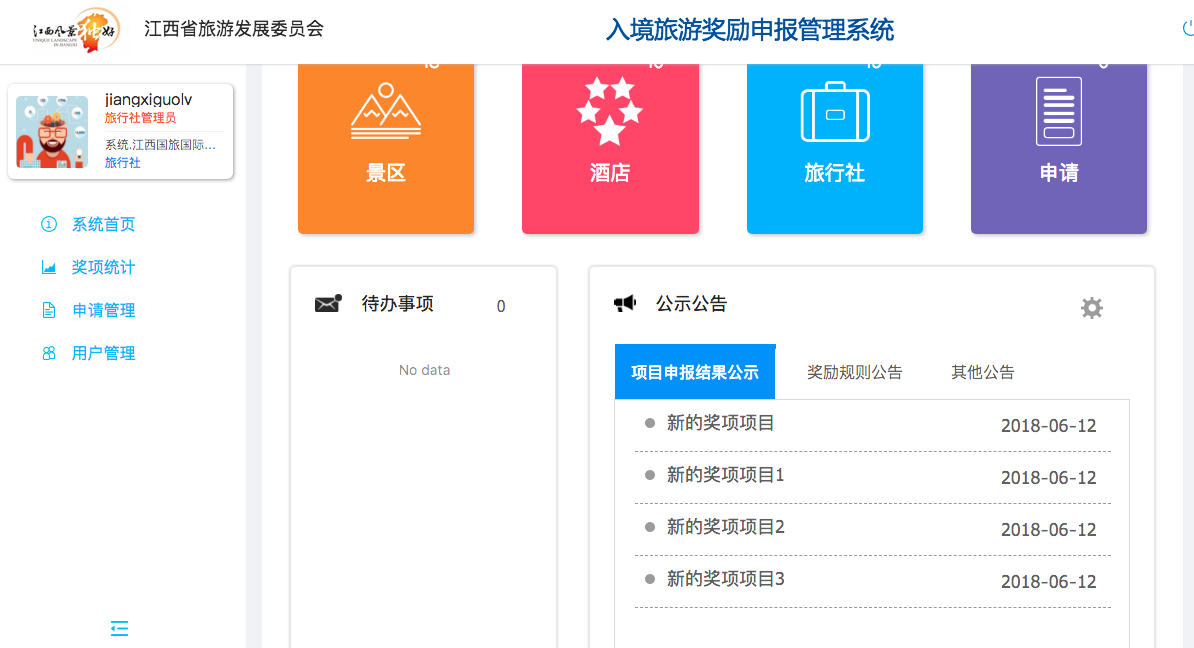 江西风景独好
UNIQUE LANDSCAPE
IN JIANGXI
江西省旅游发展委员会
入境旅游奖励申报管理系统
jiangxiguolv
旅行社管理员
系统.江西国旅国际...
旅行社
系统首页
奖项统计
申请管理
用户管理
景区
酒店
旅行社
申请
待办事项
0
No data
公示公告
项目申报结果公示
奖励规则公告
其他公告
新的奖项项目
2018-06-12
新的奖项项目1
2018-06-12
新的奖项项目2
2018-06-12
新的奖项项目3
2018-06-12